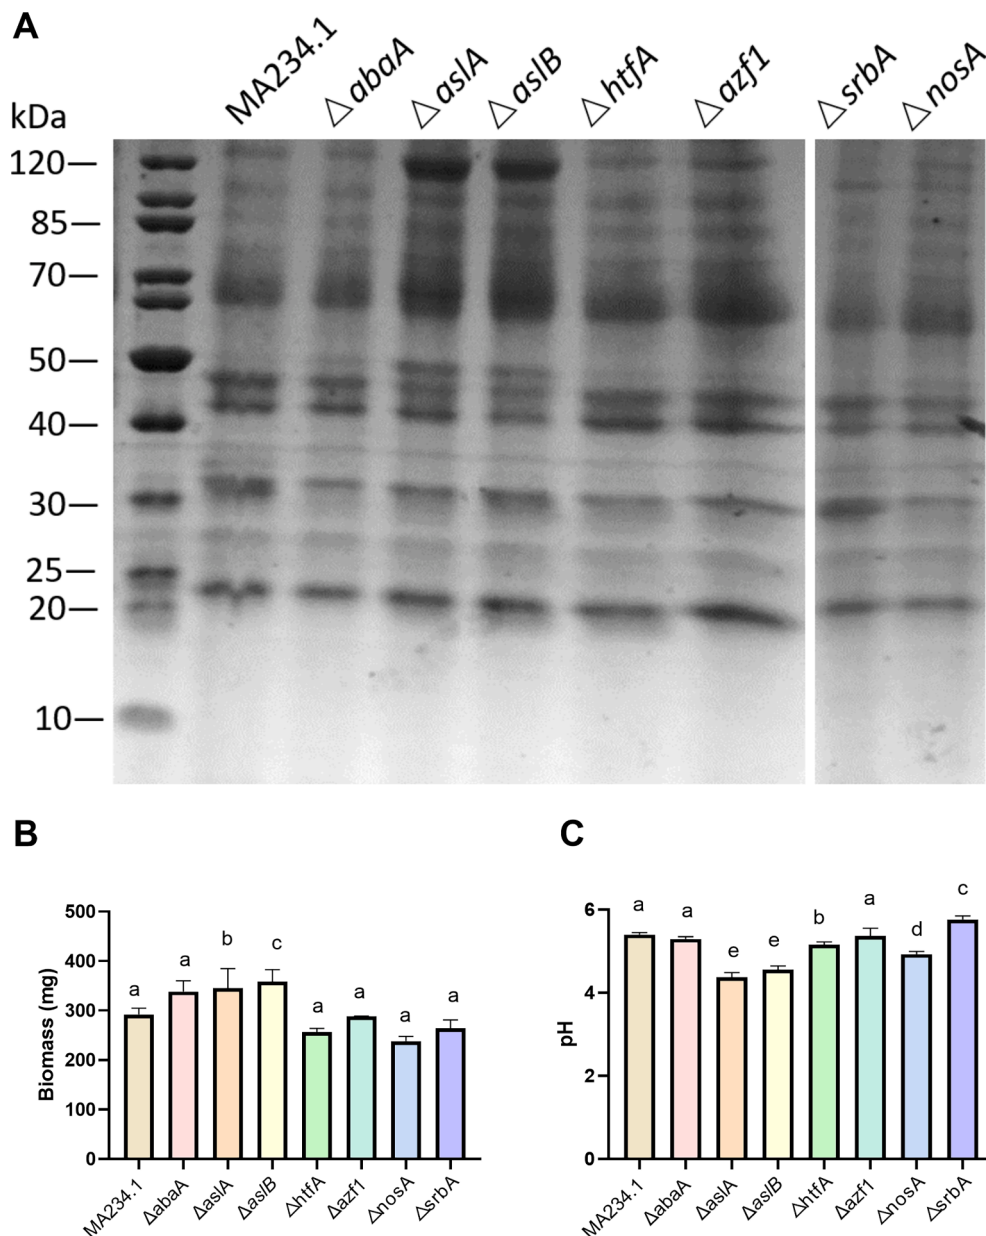 A
MA234.1 △abaA △aslA △aslB △htfA △azf1 △srbA △nosA
kDa
120
85
70
50
40
30
25
20
10
B
500
400
300
200
100
0
Biomass (mg)
a a b c a a a a
MA234.1 ΔabaA ΔaslA ΔaslB ΔhtfA Δazf1 ΔnosA ΔsrbA
C
6
4
2
0
pH
a a e e b a d c
MA234.1 ΔabaA ΔaslA ΔaslB ΔhtfA Δazf1 ΔnosA ΔsrbA